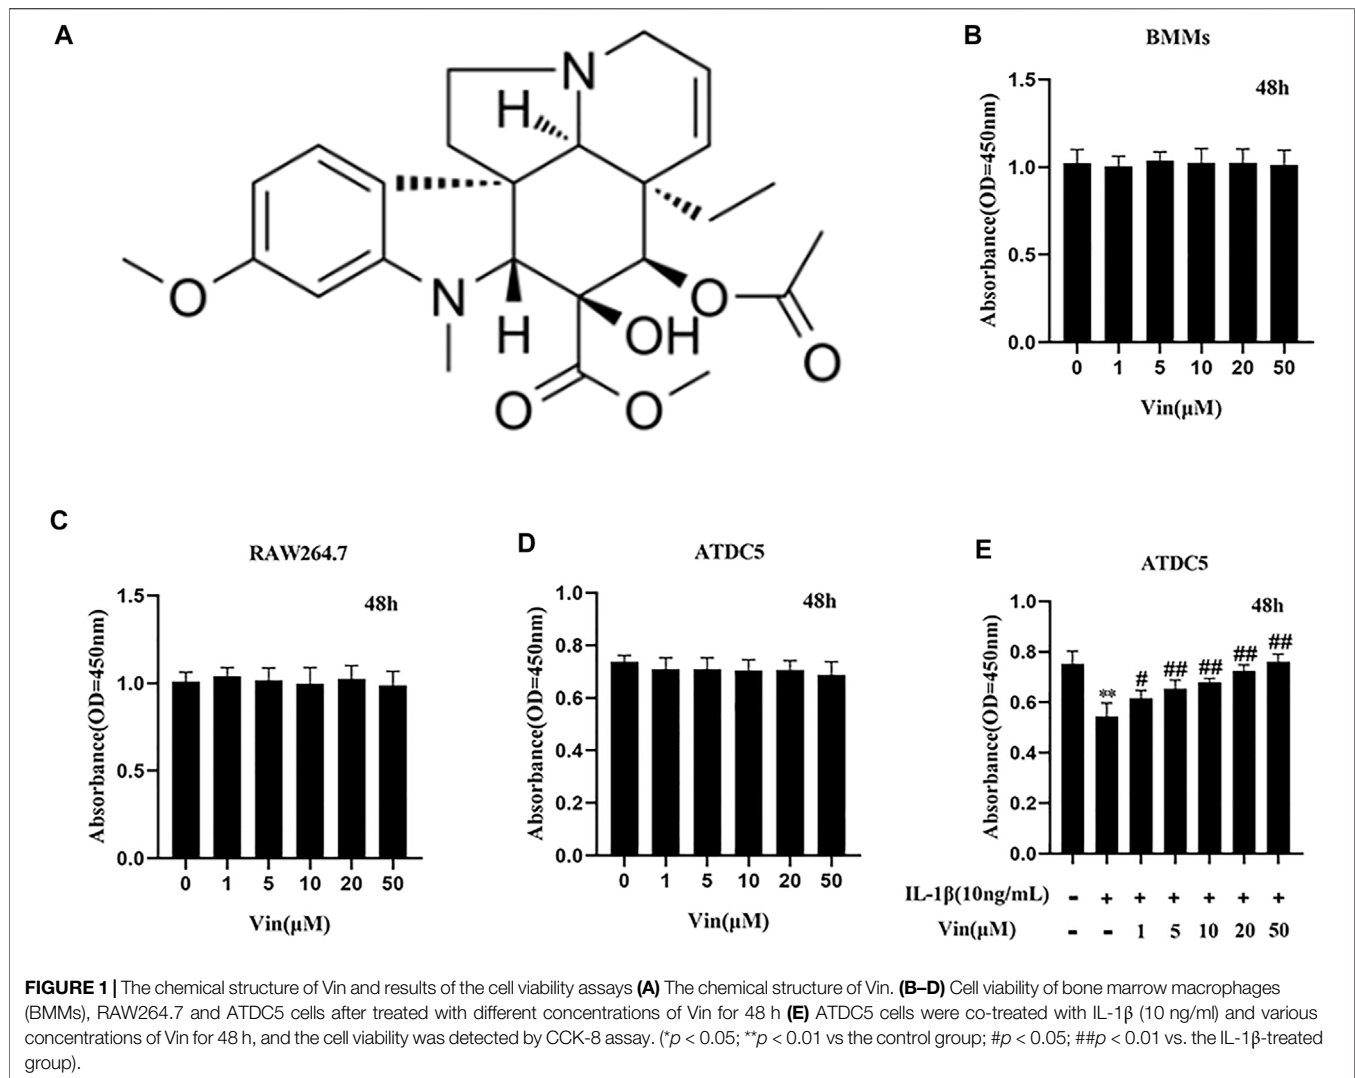 A
N
H
O
N
H
OH
O
O
O
O
B
BMMs
48h
Absorbance(OD=450nm)
1.5
1.0
0.5
0.0
0 1 5 10 20 50
Vin(μM)
C
RAW264.7
48h
Absorbance(OD=450nm)
1.5
1.0
0.5
0.0
0 1 5 10 20 50
Vin(μM)
D
ATDC5
48h
Absorbance(OD=450nm)
1.0
0.8
0.6
0.4
0.2
0.0
0 1 5 10 20 50
Vin(μM)
E
ATDC5
48h
Absorbance(OD=450nm)
1.0
0.8
0.6
0.4
0.2
0.0
** # ## ## ## ##
IL-1β(10ng/mL) - + + + + + +
Vin(μM) - - 1 5 10 20 50
FIGURE 1 | The chemical structure of Vin and results of the cell viability assays (A) The chemical structure of Vin. (B–D) Cell viability of bone marrow macrophages
(BMMs), RAW264.7 and ATDC5 cells after treated with different concentrations of Vin for 48 h (E) ATDC5 cells were co-treated with IL-1β (10 ng/ml) and various
concentrations of Vin for 48 h, and the cell viability was detected by CCK-8 assay. (*p < 0.05; **p < 0.01 vs the control group; #p < 0.05; ##p < 0.01 vs. the IL-1β-treated
group).